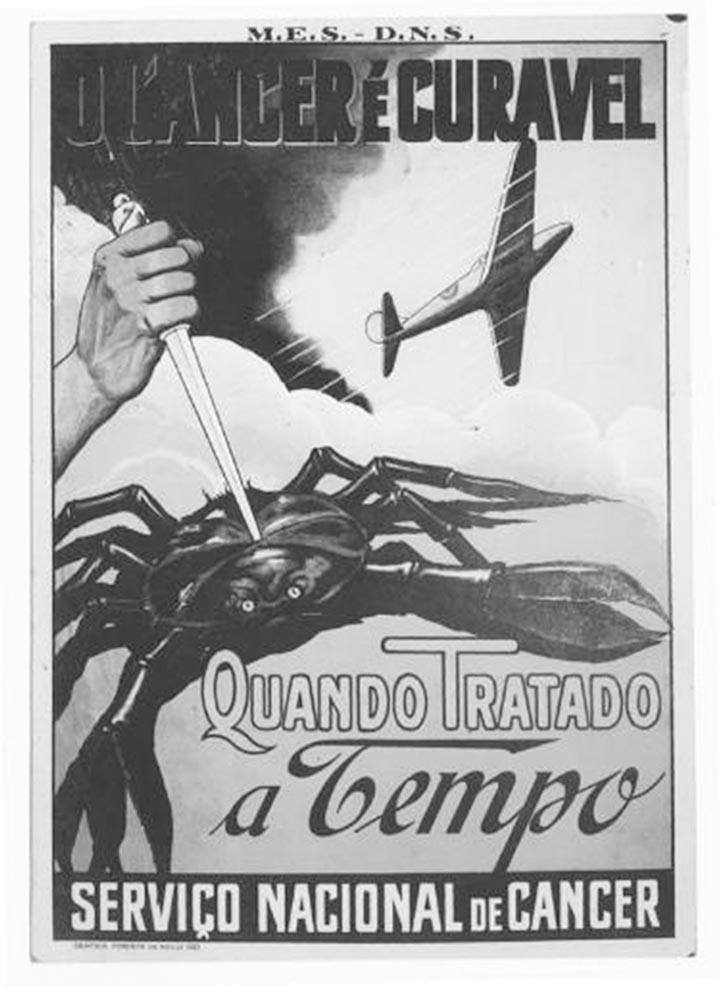 M.E.S. - D.N.S.
O CANCER É CURAVEL
QUANDO TRATADO
a Tempo
SERVIÇO NACIONAL DE CANCER